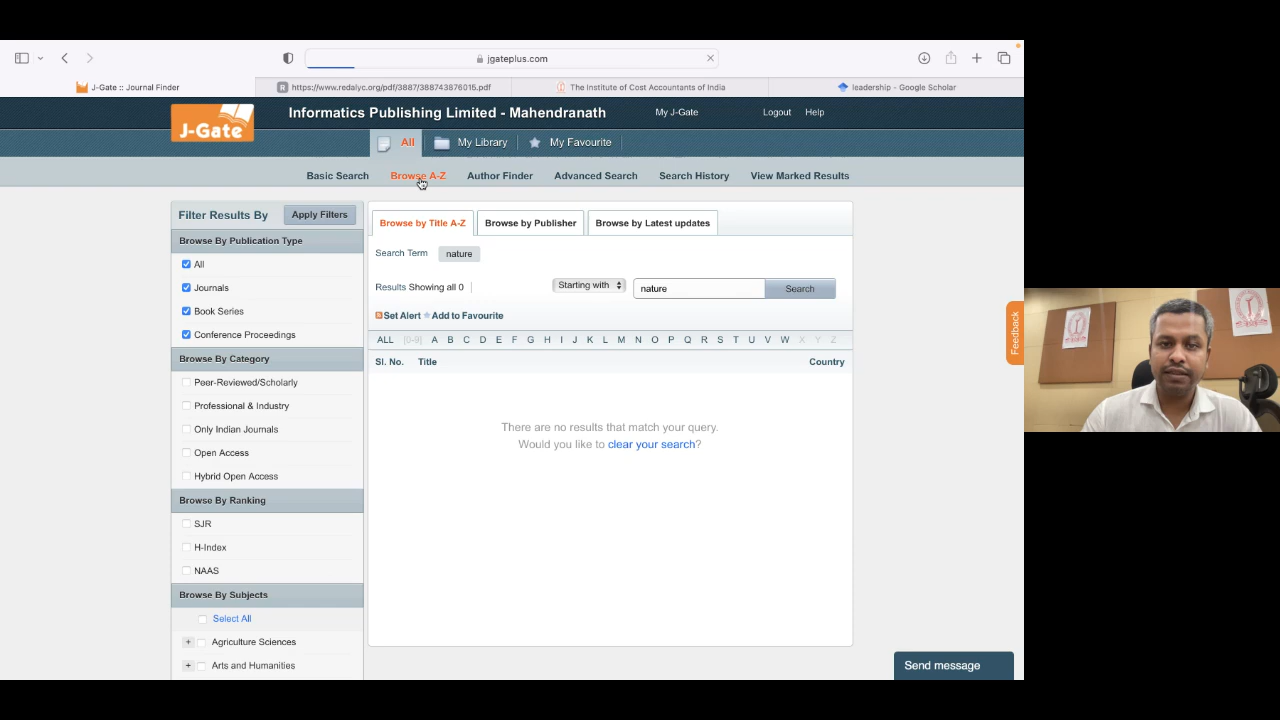 jgateplus.com
J-Gate :: Journal Finder
https://www.redalyc.org/pdf/3887/388743876015.pdf
The Institute of Cost Accountants of India
leadership - Google Scholar
J-Gate
Informatics Publishing Limited - Mahendranath
My J-Gate
Logout
Help
All
My Library
My Favourite
Basic Search
Browse A-Z
Author Finder
Advanced Search
Search History
View Marked Results
Filter Results By
Apply Filters
Browse By Publication Type
All
Journals
Book Series
Conference Proceedings
Browse By Category
Peer-Reviewed/Scholarly
Professional & Industry
Only Indian Journals
Open Access
Hybrid Open Access
Browse By Ranking
SJR
H-Index
NAAS
Browse By Subjects
Select All
+ Agriculture Sciences
+ Arts and Humanities
Browse by Title A-Z
Browse by Publisher
Browse by Latest updates
Search Term nature
Results Showing all 0
Starting with
nature
Search
Set Alert
Add to Favourite
ALL [0-9] A B C D E F G H I J K L M N O P Q R S T U V W X Y Z
Sl. No. Title Country
There are no results that match your query.
Would you like to clear your search?
Feedback
Send message